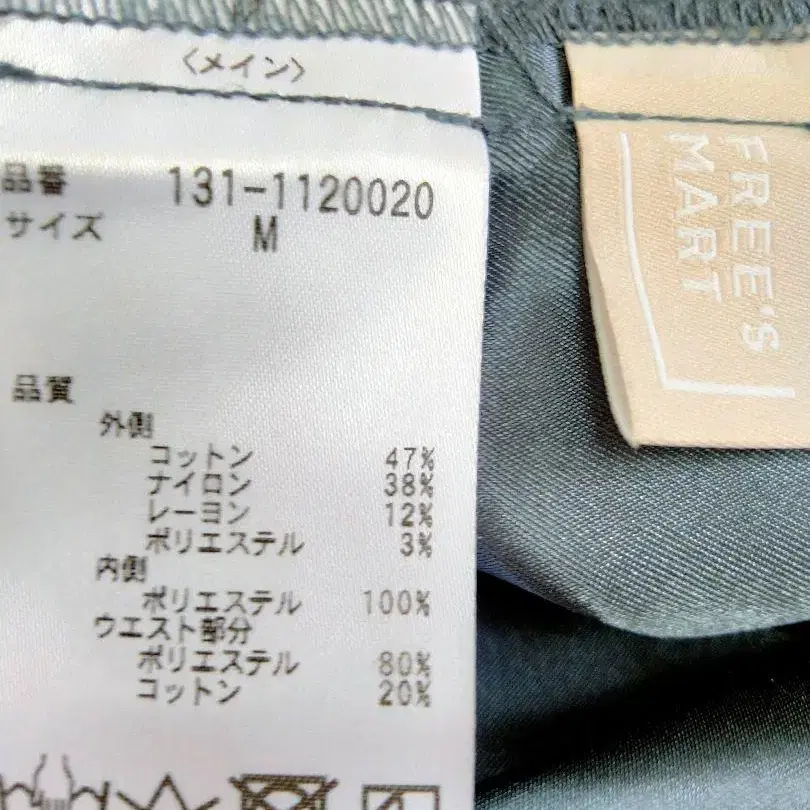 〈メイン〉
品番 131-1120020
サイズ M
品質
外側
コットン 47%
ナイロン 38%
レーヨン 12%
ポリエステル 3%
内側
ポリエステル 100%
ウエスト部分
ポリエステル 80%
コットン 20%
FREE'S
MART